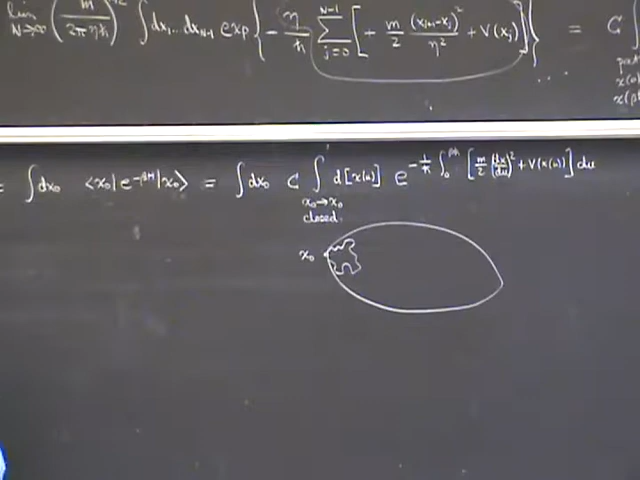 lim N→∞ (m / 2πηħ) ∫dx₁...dx_{N-1} exp{ -η/ħ Σ_{j=0}^{N-1} [ + m/2 (x_{j+1}-x_j)²/η² + V(x_j) ] } = C ∫
x(0)
= ∫dx₀ <x₀|e^{-βH}|x₀> = ∫dx₀ C ∫ d[x(u)] e^{-1/ħ ∫₀^{βħ} [m/2 (dx/du)² + V(x(u))] du}
x₀→x₀
closed
x₀